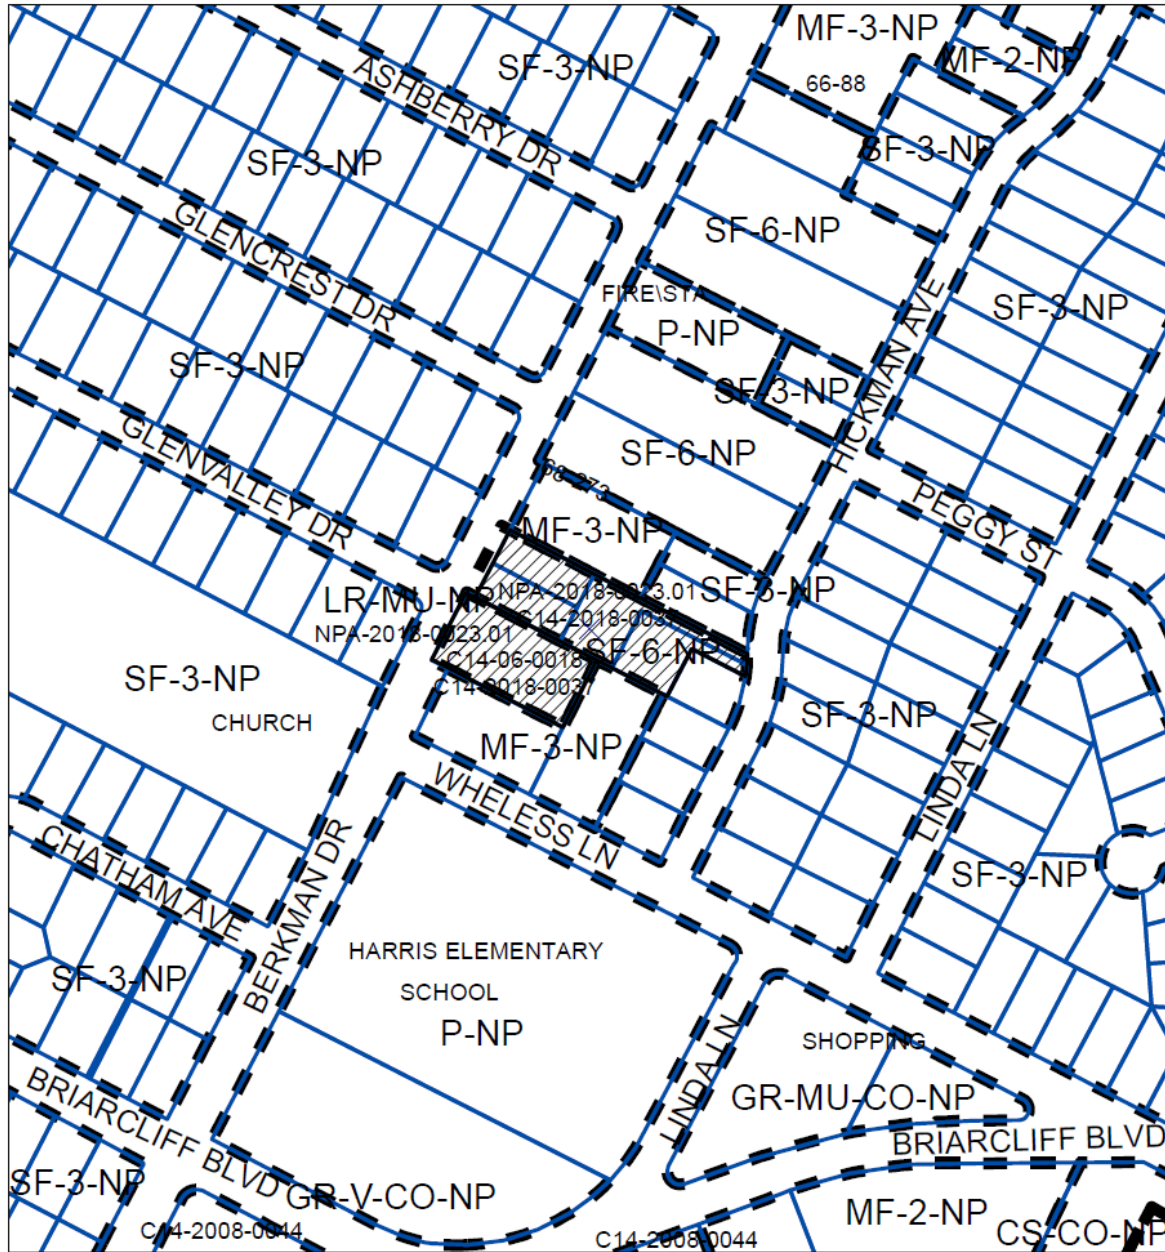 MF-3-NP
MF-2-NP
SF-3-NP
66-88
ASHBERRY DR
SF-3-NP
SF-3-NP
GLENCREST DR
SF-6-NP
FIRE\STA
P-NP
SF-3-NP
HICKMAN AVE
SF-3-NP
SF-3-NP
GLENVALLEY DR
SF-6-NP
68-273
PEGGY ST
MF-3-NP
LR-MU-NP
NPA-2018-0023.01
SF-3-NP
C14-2018-0037
NPA-2018-0023.01
SF-6-NP
C14-06-0018
C14-2018-0037
SF-3-NP
CHURCH
SF-3-NP
MF-3-NP
WHELESS LN
LINDA LN
CHATHAM AVE
BERKMAN DR
SF-3-NP
HARRIS ELEMENTARY
SCHOOL
P-NP
SF-3-NP
LINDA LN
SHOPPING
GR-MU-CO-NP
BRIARCLIFF BLVD
BRIARCLIFF BLVD
SF-3-NP
GR-V-CO-NP
C14-2008-0044
C14-2008-0044
MF-2-NP
CS-CO-NP